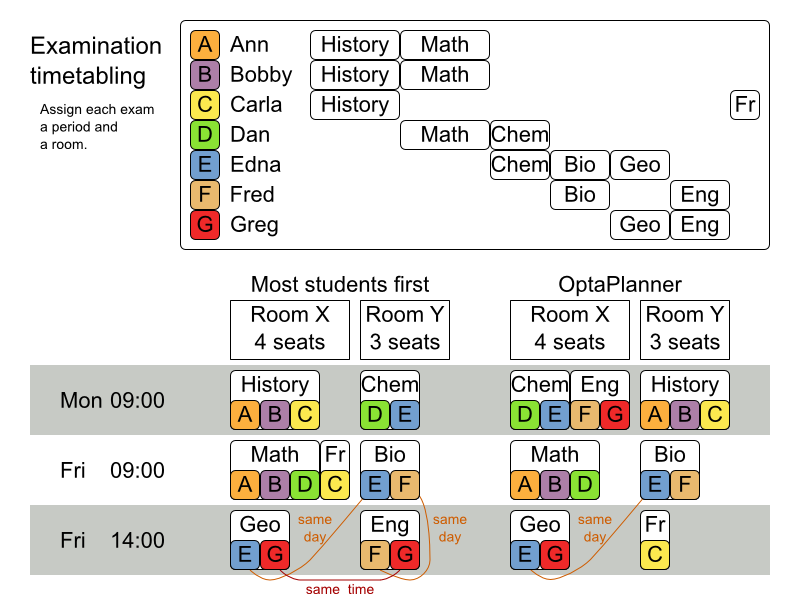 Examination
timetabling
Assign each exam
a period and
a room.
A Ann History Math
B Bobby History Math
C Carla History Fr
D Dan Math Chem
E Edna Chem Bio Geo
F Fred Bio Eng
G Greg Geo Eng
Most students first OptaPlanner
Room X Room Y Room X Room Y
4 seats 3 seats 4 seats 3 seats
Mon 09:00
History Chem Chem Eng History
A B C D E D E F G A B C
Fri 09:00
Math Fr Bio Math Bio
A B D C E F A B D E F
Fri 14:00
Geo same day Eng same day Geo same day Fr
E G F G E G C
same time